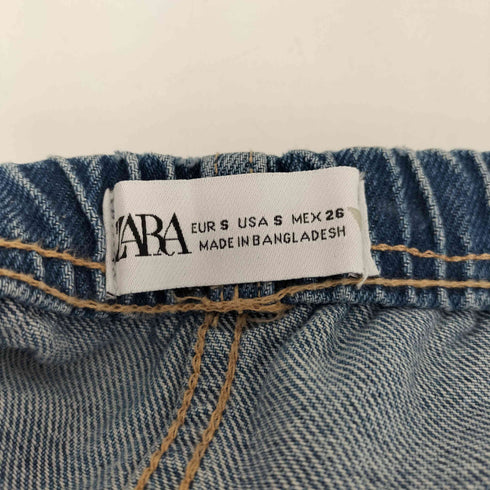 ZARA
EUR S USA S MEX 26
MADE IN BANGLADESH